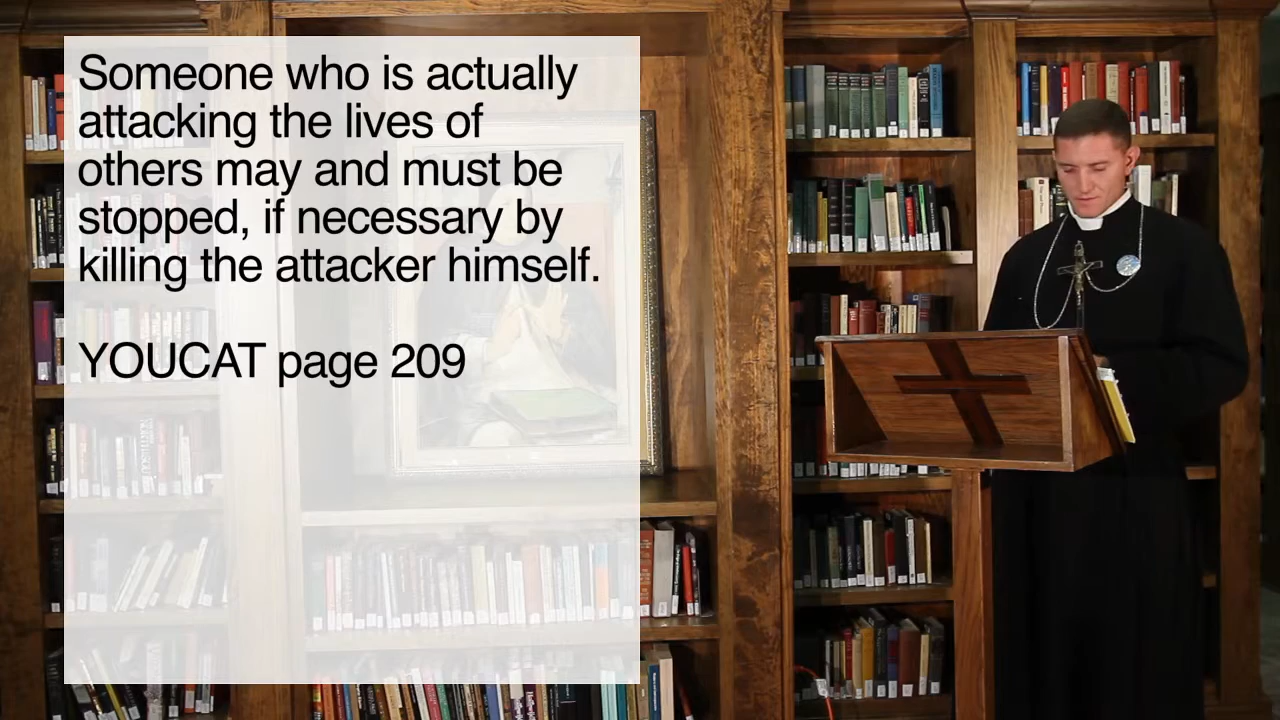 Someone who is actually
attacking the lives of
others may and must be
stopped, if necessary by
killing the attacker himself.
YOUCAT page 209